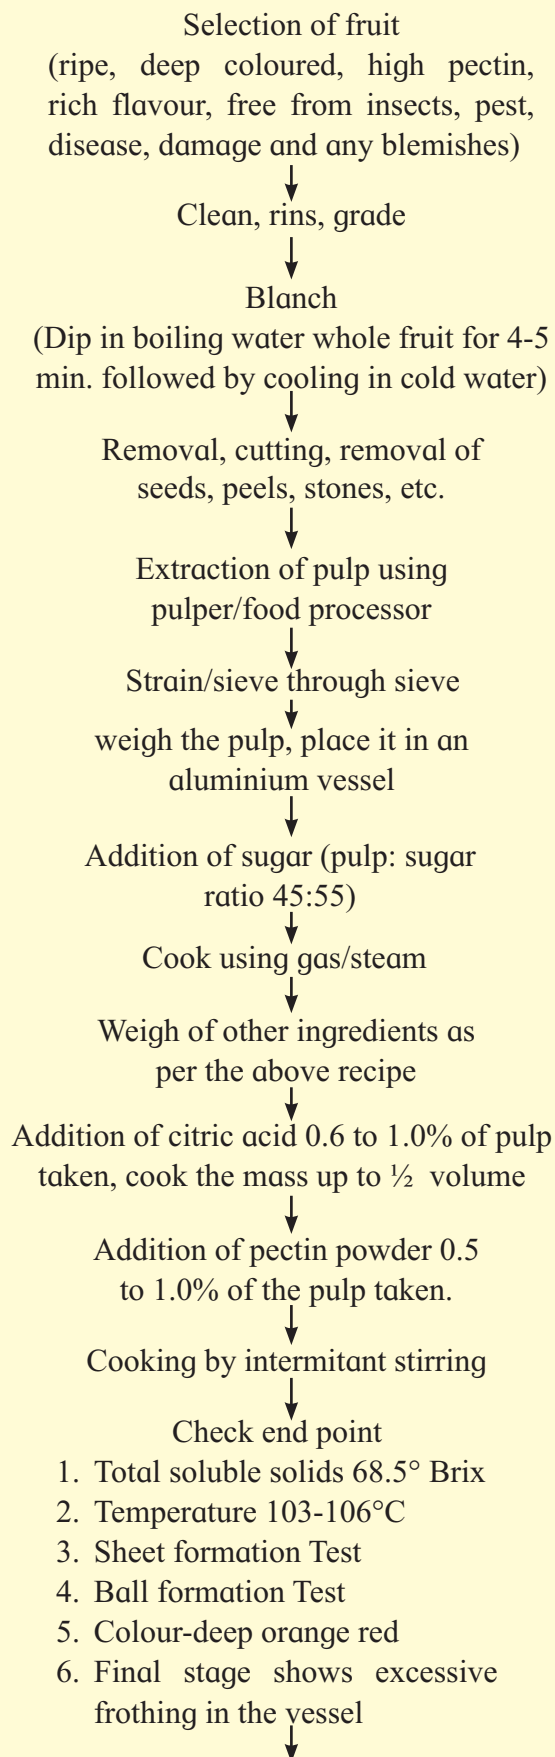 Selection of fruit
(ripe, deep coloured, high pectin,
rich flavour, free from insects, pest,
disease, damage and any blemishes)
Clean, rins, grade
Blanch
(Dip in boiling water whole fruit for 4-5
min. followed by cooling in cold water)
Removal, cutting, removal of
seeds, peels, stones, etc.
Extraction of pulp using
pulper/food processor
Strain/sieve through sieve
weigh the pulp, place it in an
aluminium vessel
Addition of sugar (pulp: sugar
ratio 45:55)
Cook using gas/steam
Weigh of other ingredients as
per the above recipe
Addition of citric acid 0.6 to 1.0% of pulp
taken, cook the mass up to ½ volume
Addition of pectin powder 0.5
to 1.0% of the pulp taken.
Cooking by intermitant stirring
Check end point
1. Total soluble solids 68.5° Brix
2. Temperature 103-106°C
3. Sheet formation Test
4. Ball formation Test
5. Colour-deep orange red
6. Final stage shows excessive
frothing in the vessel